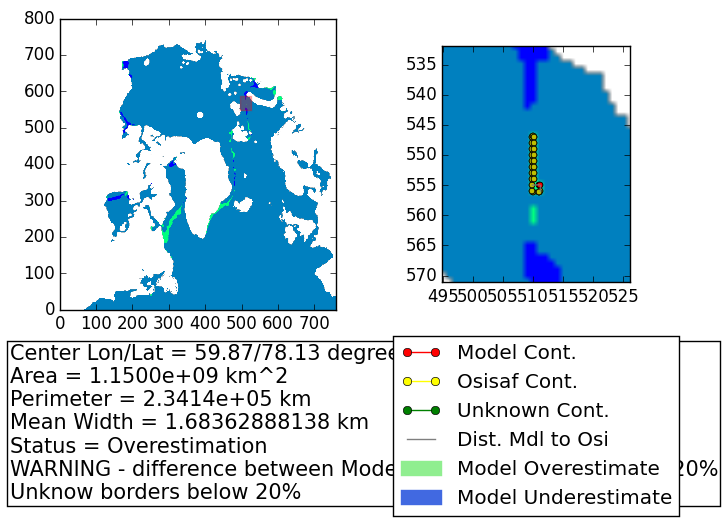 800
700
600
500
400
300
200
100
0
0 100 200 300 400 500 600 700
535
540
545
550
555
560
565
570
495500505510515520525
Center Lon/Lat = 59.87/78.13
Area = 1.1500e+09 km^2
Perimeter = 2.3414e+05 km
Mean Width = 1.68362888138 km
Status = Overestimation
WARNING - difference between 20%
Unknow borders below 20%
Model Cont.
Osisaf Cont.
Unknown Cont.
Dist. Mdl to Osi
Model Overestimate
Model Underestimate